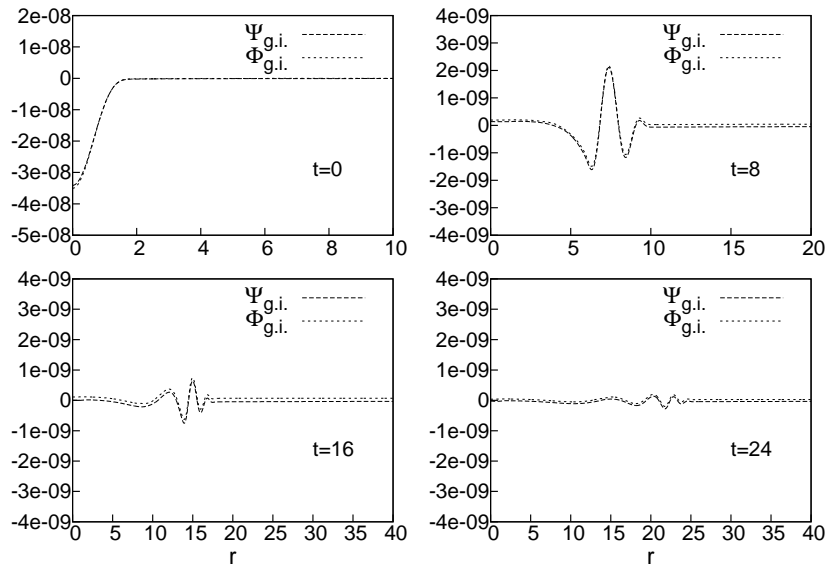 2e-08
1e-08
0
-1e-08
-2e-08
-3e-08
-4e-08
-5e-08
0 2 4 6 8 10
Ψg.i.
Φg.i.
t=0
4e-09
3e-09
2e-09
1e-09
0
-1e-09
-2e-09
-3e-09
-4e-09
0 5 10 15 20
Ψg.i.
Φg.i.
t=8
4e-09
3e-09
2e-09
1e-09
0
-1e-09
-2e-09
-3e-09
-4e-09
0 5 10 15 20 25 30 35 40
r
Ψg.i.
Φg.i.
t=16
4e-09
3e-09
2e-09
1e-09
0
-1e-09
-2e-09
-3e-09
-4e-09
0 5 10 15 20 25 30 35 40
r
Ψg.i.
Φg.i.
t=24